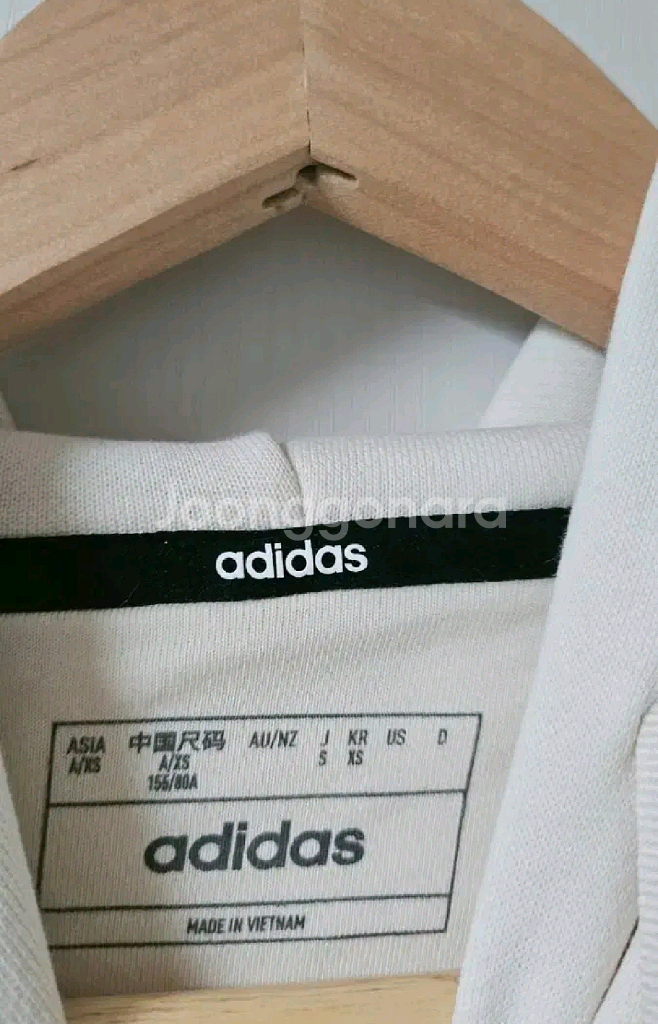 Joonggonara
adidas
ASIA 中国尺码 AU/NZ J KR US D
A/XS A/XS S XS
155/80A
adidas
MADE IN VIETNAM